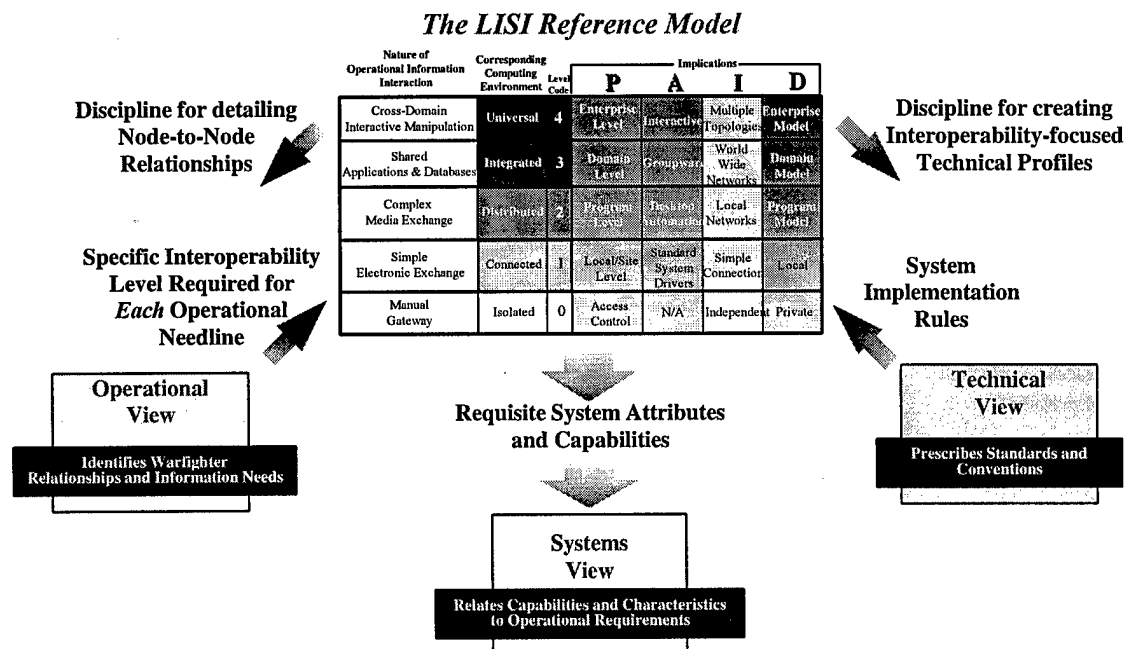 The LISI Reference Model
Nature of
Operational Information
Interaction
Corresponding
Computing
Environment
Level
Code
Implications
P A I D
Cross-Domain
Interactive Manipulation
Universal 4
Enterprise
Level
Interactive
Multiple
Topologies
Enterprise
Model
Shared
Applications & Databases
Integrated 3
Domain
Level
Groupware
World
Wide
Networks
Domain
Model
Complex
Media Exchange
Distributed 2
Program
Level
Desktop
Automation
Local
Networks
Program
Model
Simple
Electronic Exchange
Connected 1
Local/Site
Level
Standard
System
Drivers
Simple
Connection
Local
Manual
Gateway
Isolated 0
Access
Control
N/A
Independent
Private
Discipline for detailing
Node-to-Node
Relationships
Discipline for creating
Interoperability-focused
Technical Profiles
Specific Interoperability
Level Required for
Each Operational
Needline
System
Implementation
Rules
Operational
View
Identifies Warfighter
Relationships and Information Needs
Requisite System Attributes
and Capabilities
Technical
View
Prescribes Standards and
Conventions
Systems
View
Relates Capabilities and Characteristics
to Operational Requirements